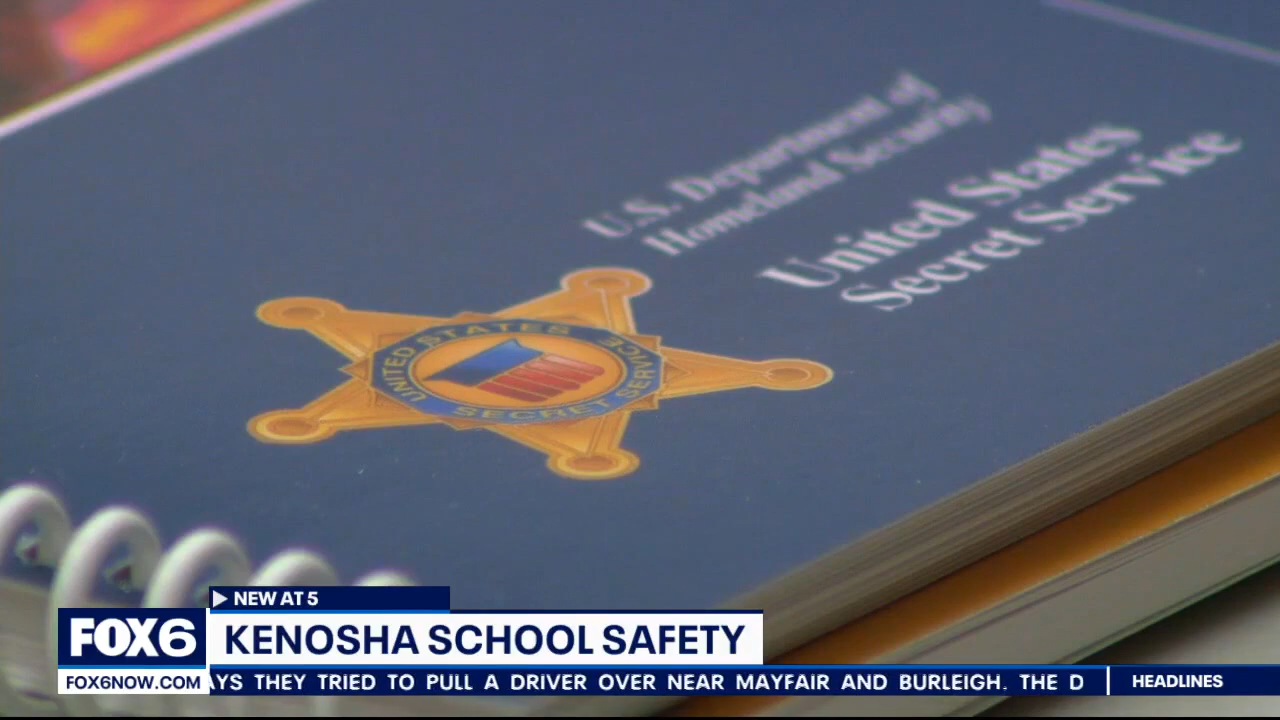 U.S. Department of
Homeland Security
United States
Secret Service
UNITED STATES
SECRET SERVICE
NEW AT 5
FOX6
KENOSHA SCHOOL SAFETY
FOX6NOW.COM
AYS THEY TRIED TO PULL A DRIVER OVER NEAR MAYFAIR AND BURLEIGH. THE D
HEADLINES